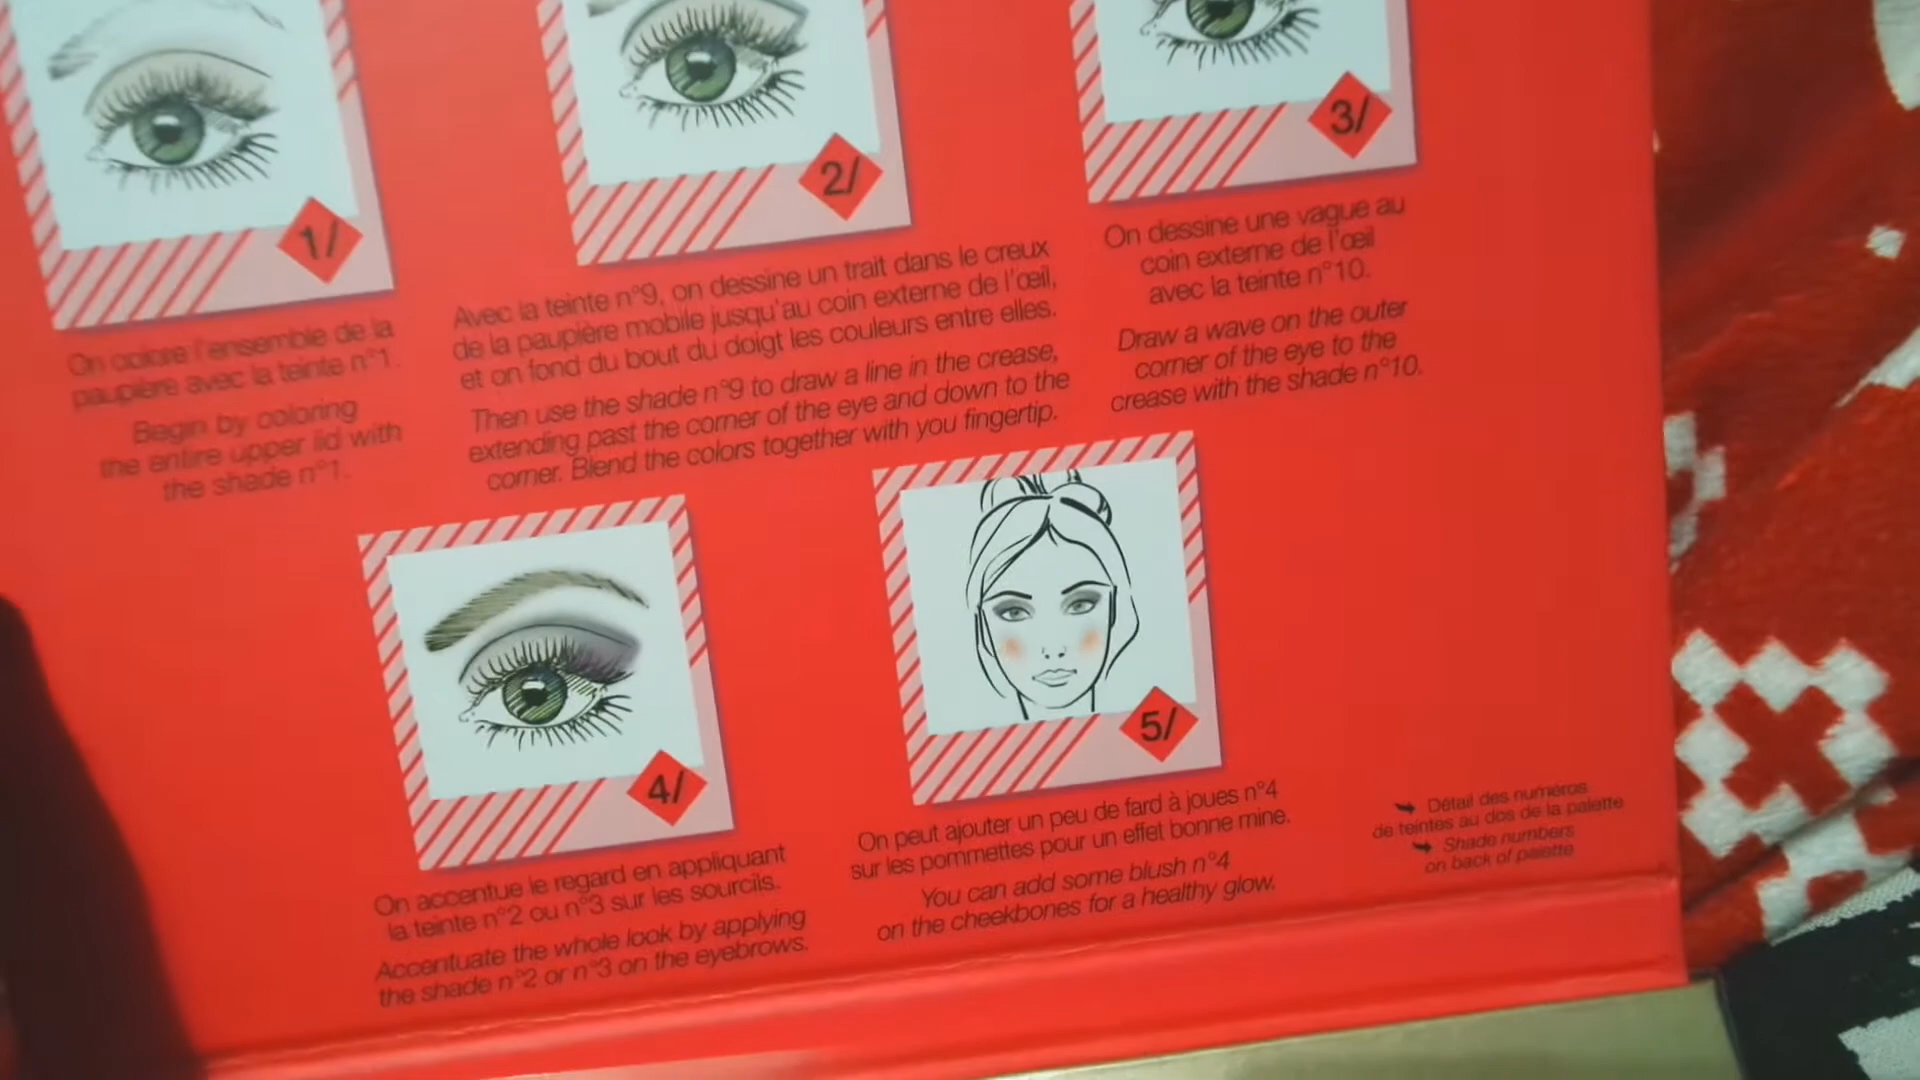 1/
On colore l'ensemble de la
paupière avec la teinte n°1.
Begin by coloring
the entire upper lid with
the shade n°1.
2/
Avec la teinte n°9, on dessine un trait dans le creux
de la paupière mobile jusqu'au coin externe de l'œil,
et on fond du bout du doigt les couleurs entre elles.
Then use the shade n°9 to draw a line in the crease,
extending past the corner of the eye and down to the
corner. Blend the colors together with you fingertip.
3/
On dessine une vague au
coin externe de l'œil
avec la teinte n°10.
Draw a wave on the outer
corner of the eye to the
crease with the shade n°10.
4/
On accentue le regard en appliquant
la teinte n°2 ou n°3 sur les sourcils.
Accentuate the whole look by applying
the shade n°2 or n°3 on the eyebrows.
5/
On peut ajouter un peu de fard à joues n°4
sur les pommettes pour un effet bonne mine.
You can add some blush n°4
on the cheekbones for a healthy glow.
Détail des numéros
de teintes au dos de la palette
Shade numbers
on back of palette